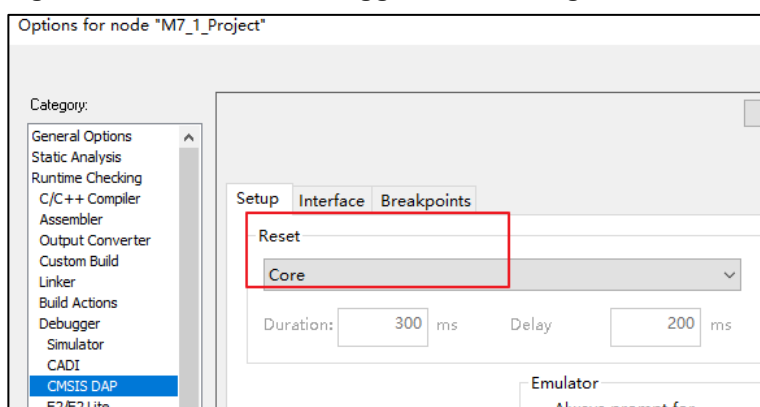 Options for node "M7_1_Project"
Category:
General Options
Static Analysis
Runtime Checking
C/C++ Compiler
Assembler
Output Converter
Custom Build
Linker
Build Actions
Debugger
Simulator
CADI
CMSIS DAP
Setup Interface Breakpoints
Reset
Core
Duration: 300 ms Delay 200 ms
Emulator